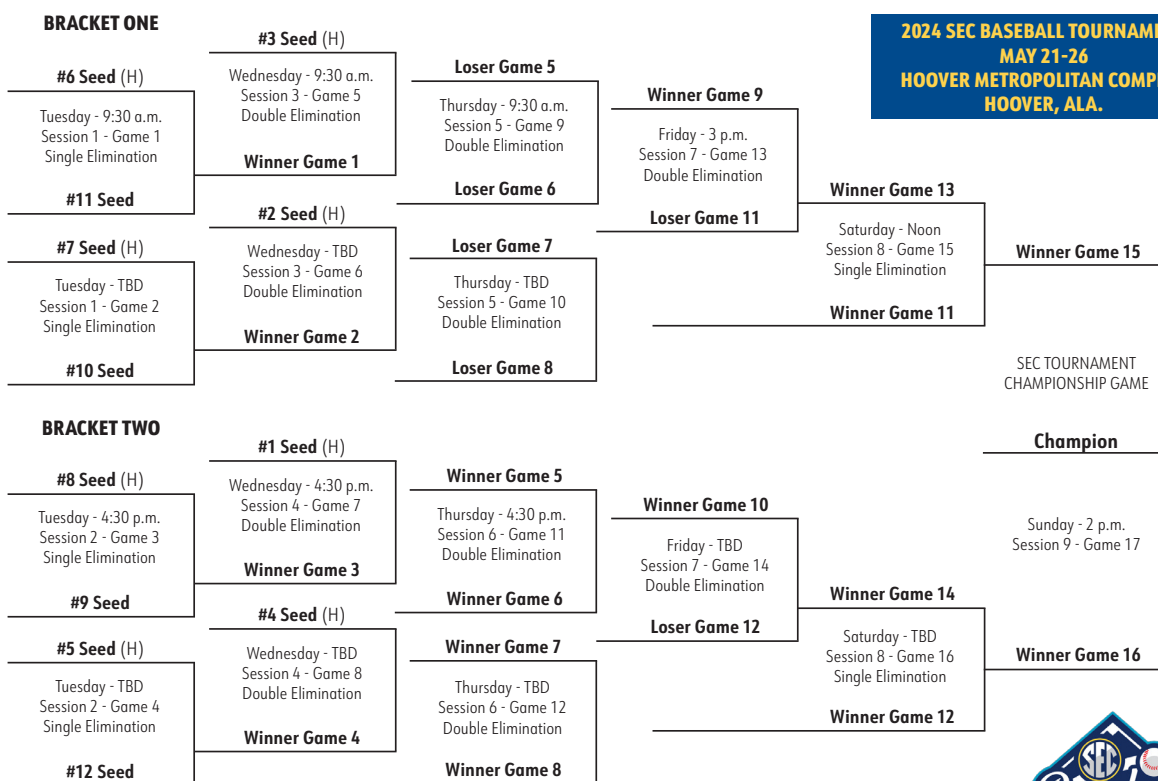 BRACKET ONE
#6 Seed (H)
Tuesday - 9:30 a.m.
Session 1 - Game 1
Single Elimination
#11 Seed
#7 Seed (H)
Tuesday - TBD
Session 1 - Game 2
Single Elimination
#10 Seed
#3 Seed (H)
Wednesday - 9:30 a.m.
Session 3 - Game 5
Double Elimination
Winner Game 1
#2 Seed (H)
Wednesday - TBD
Session 3 - Game 6
Double Elimination
Winner Game 2
Loser Game 5
Thursday - 9:30 a.m.
Session 5 - Game 9
Double Elimination
Loser Game 6
Loser Game 7
Thursday - TBD
Session 5 - Game 10
Double Elimination
Loser Game 8
Winner Game 9
Friday - 3 p.m.
Session 7 - Game 13
Double Elimination
Loser Game 11
Winner Game 13
Saturday - Noon
Session 8 - Game 15
Single Elimination
Winner Game 11
2024 SEC BASEBALL TOURNAM
MAY 21-26
HOOVER METROPOLITAN COMP
HOOVER, ALA.
Winner Game 15
SEC TOURNAMENT
CHAMPIONSHIP GAME
Champion
Sunday - 2 p.m.
Session 9 - Game 17
Winner Game 16
BRACKET TWO
#8 Seed (H)
Tuesday - 4:30 p.m.
Session 2 - Game 3
Single Elimination
#9 Seed
#5 Seed (H)
Tuesday - TBD
Session 2 - Game 4
Single Elimination
#12 Seed
#1 Seed (H)
Wednesday - 4:30 p.m.
Session 4 - Game 7
Double Elimination
Winner Game 3
#4 Seed (H)
Wednesday - TBD
Session 4 - Game 8
Double Elimination
Winner Game 4
Winner Game 5
Thursday - 4:30 p.m.
Session 6 - Game 11
Double Elimination
Winner Game 6
Winner Game 7
Thursday - TBD
Session 6 - Game 12
Double Elimination
Winner Game 8
Winner Game 10
Friday - TBD
Session 7 - Game 14
Double Elimination
Loser Game 12
Winner Game 14
Saturday - TBD
Session 8 - Game 16
Single Elimination
Winner Game 12
SEC